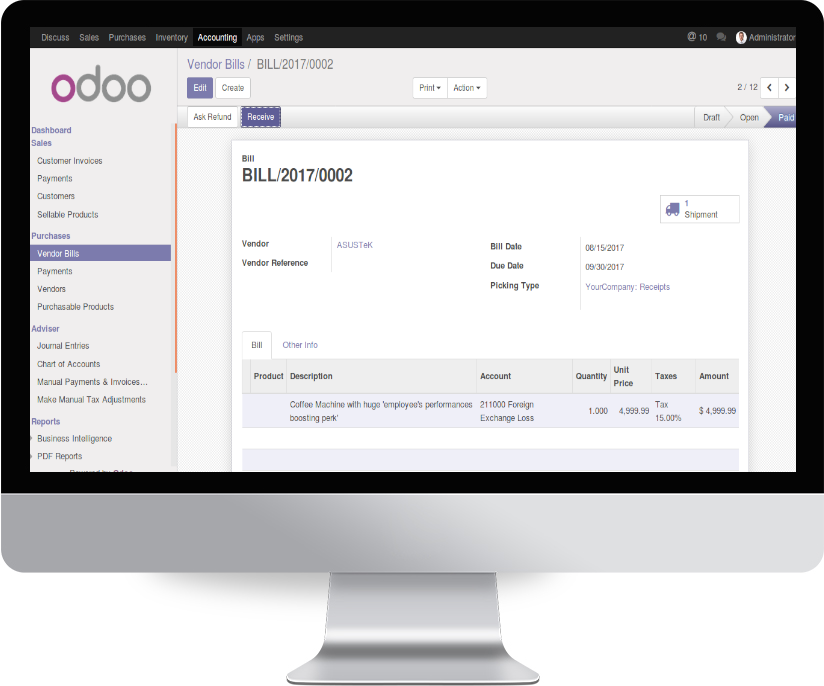 Discuss Sales Purchases Inventory Accounting Apps Settings @ 10 Administrator
odoo
Vendor Bills / BILL/2017/0002
Edit Create Print Action 2 / 12
Ask Refund Receive Draft Open Paid
Dashboard
Sales
Customer Invoices
Payments
Customers
Sellable Products
Purchases
Vendor Bills
Payments
Vendors
Purchasable Products
Adviser
Journal Entries
Chart of Accounts
Manual Payments & Invoices...
Make Manual Tax Adjustments
Reports
Business Intelligence
PDF Reports
Powered by Odoo
Bill
BILL/2017/0002
1
Shipment
Vendor ASUSTeK
Vendor Reference
Bill Date 08/15/2017
Due Date 09/30/2017
Picking Type YourCompany: Receipts
Bill Other Info
Product Description Account Quantity Unit Price Taxes Amount
Coffee Machine with huge 'employee's performances 211000 Foreign 1.000 4,999.99 Tax $ 4,999.99
boosting perk' Exchange Loss 15.00%